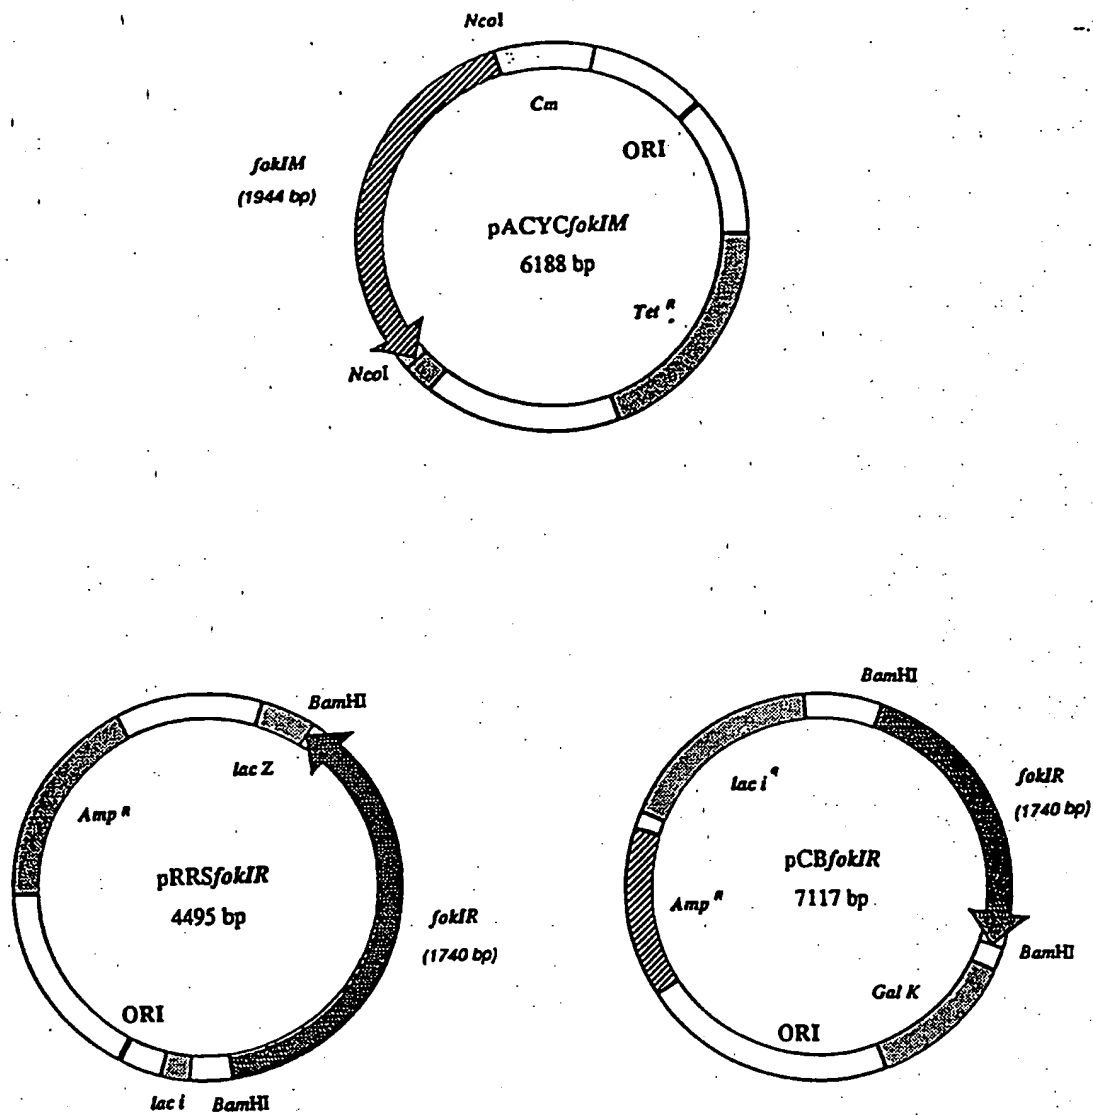 NcoI
Cm
ORI
fokIM
(1944 bp)
pACYCfokIM
6188 bp
Tet R
NcoI
BamHI
lac Z
Amp R
pRRSfokIR
4495 bp
fokIR
(1740 bp)
ORI
lac i
BamHI
BamHI
lac i q
fokIR
(1740 bp)
pCBfokIR
7117 bp
Amp R
BamHI
Gal K
ORI